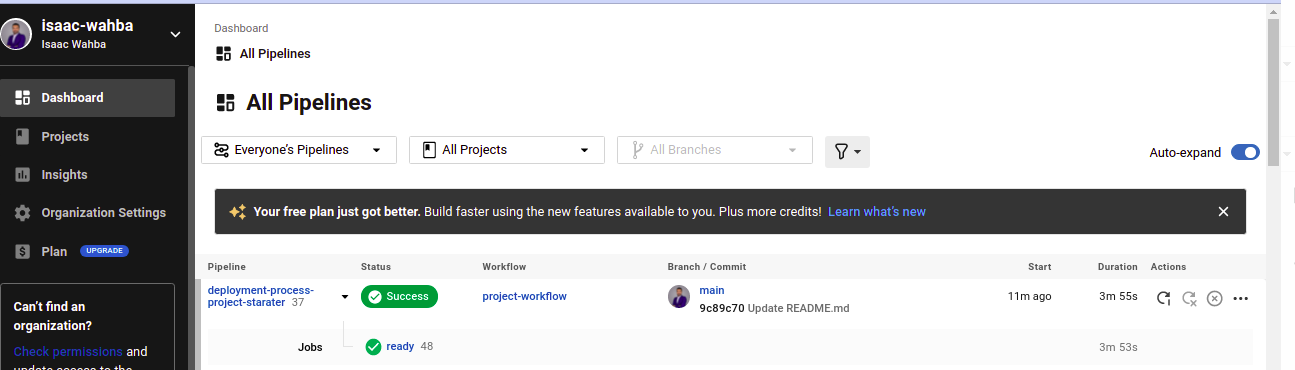 isaac-wahba
Isaac Wahba
Dashboard
Projects
Insights
Organization Settings
Plan UPGRADE
Can't find an
organization?
Check permissions and
update access to the
Dashboard
All Pipelines
All Pipelines
Everyone's Pipelines All Projects All Branches Auto-expand
Your free plan just got better. Build faster using the new features available to you. Plus more credits! Learn what's new
Pipeline Status Workflow Branch / Commit Start Duration Actions
deployment-process-
project-starater 37 Success project-workflow main 11m ago 3m 55s
9c89c70 Update README.md
Jobs ready 48 3m 53s